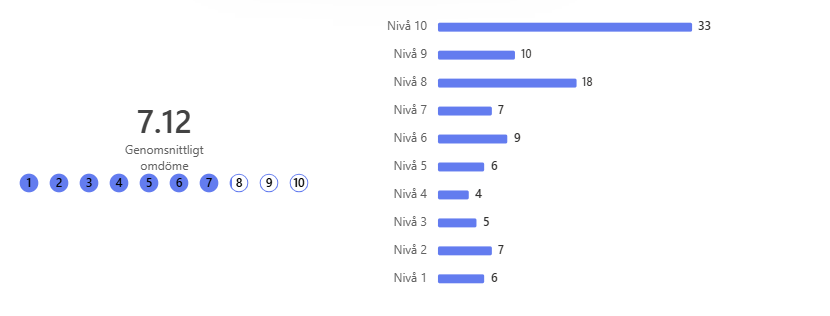 7.12
Genomsnittligt
omdöme
1 2 3 4 5 6 7 8 9 10
Nivå 10 33
Nivå 9 10
Nivå 8 18
Nivå 7 7
Nivå 6 9
Nivå 5 6
Nivå 4 4
Nivå 3 5
Nivå 2 7
Nivå 1 6